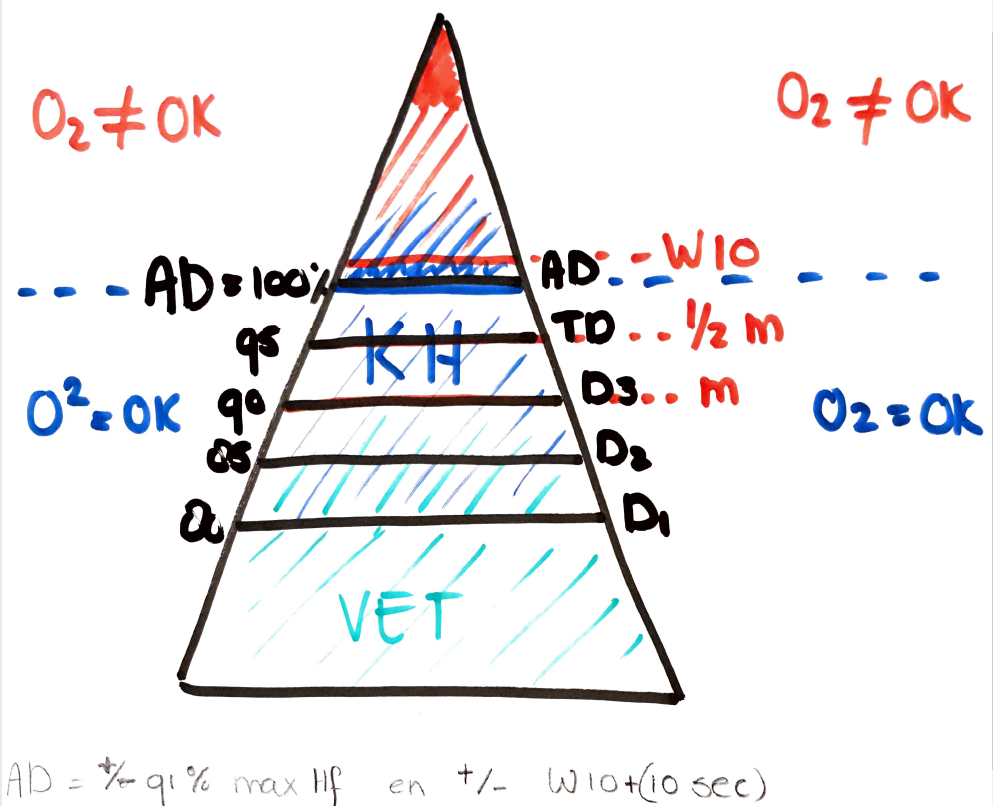 O₂ ≠ OK
O₂ ≠ OK
AD = 100% AD - - W10
95 TD - - 1/2 m
KH
O² = OK
90 D3 - - m
O₂ = OK
85 D2
80 D1
VET
AD = +/- 91% max Hf en +/- W10+(10 sec)